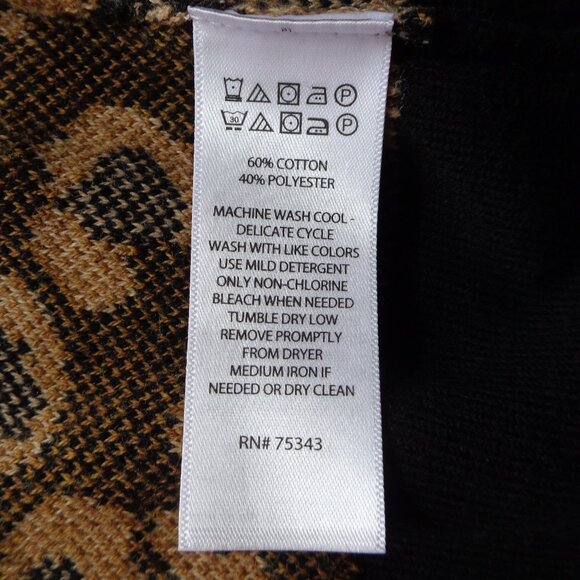 P
30 P
60% COTTON
40% POLYESTER
MACHINE WASH COOL -
DELICATE CYCLE
WASH WITH LIKE COLORS
USE MILD DETERGENT
ONLY NON-CHLORINE
BLEACH WHEN NEEDED
TUMBLE DRY LOW
REMOVE PROMPTLY
FROM DRYER
MEDIUM IRON IF
NEEDED OR DRY CLEAN
RN# 75343